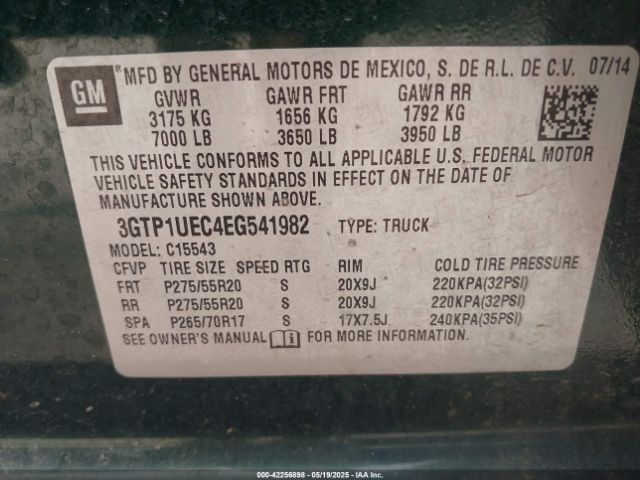 GM
® MFD BY GENERAL MOTORS DE MEXICO, S. DE R.L. DE C.V. 07/14
GVWR GAWR FRT GAWR RR
3175 KG 1656 KG 1792 KG
7000 LB 3650 LB 3950 LB
THIS VEHICLE CONFORMS TO ALL APPLICABLE U.S. FEDERAL MOTOR
VEHICLE SAFETY STANDARDS IN EFFECT ON THE DATE OF
MANUFACTURE SHOWN ABOVE.
3GTP1UEC4EG541982 TYPE: TRUCK
MODEL: C15543
CFVP TIRE SIZE SPEED RTG RIM COLD TIRE PRESSURE
FRT P275/55R20 S 20X9J 220KPA(32PSI)
RR P275/55R20 S 20X9J 220KPA(32PSI)
SPA P265/70R17 S 17X7.5J 240KPA(35PSI)
SEE OWNER'S MANUAL FOR MORE INFORMATION.
000-42256898 - 05/19/2025 - IAAI.COM